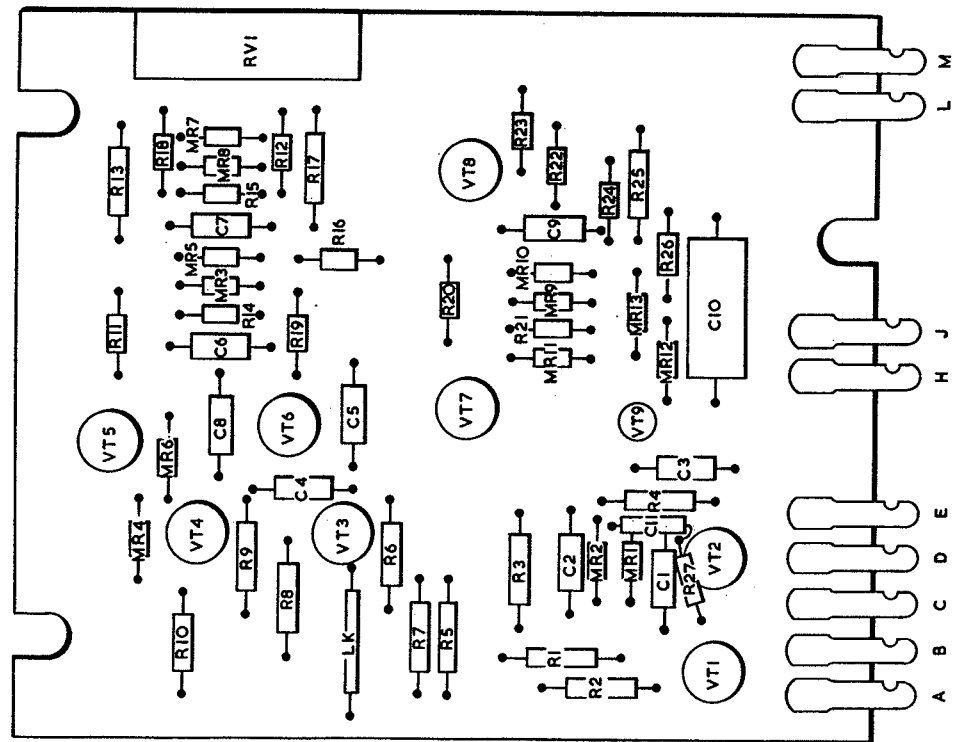 RV1
M
L
R13
R18
MR7
MR8
R15
R12
R17
C7
R16
MR5
MR3
R14
C6
R11
R19
VT8
R23
R22
R24
R25
C9
R26
R20
MR10
MR9
R21
MR11
MR13
MR12
C10
J
H
VT5
MR6
C8
VT6
C5
VT7
VT9
C4
C3
MR4
VT4
R9
VT3
R6
R8
R10
LK
R7
R5
R3
C2
MR2
MR1
C11
R4
C1
R27
VT2
R1
R2
VT1
E
D
C
B
A